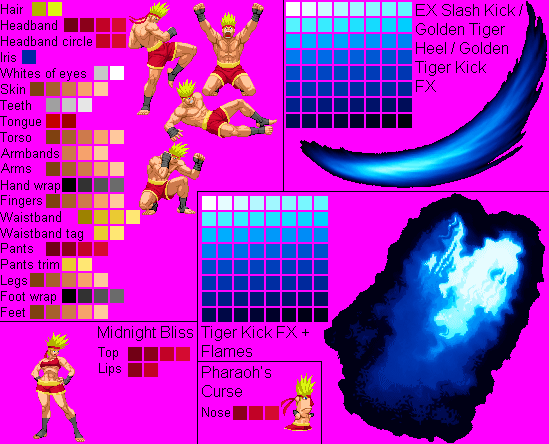 Hair
Headband
Headband circle
Iris
Whites of eyes
Skin
Teeth
Tongue
Torso
Armbands
Arms
Hand wrap
Fingers
Waistband
Waistband tag
Pants
Pants trim
Legs
Foot wrap
Feet
EX Slash Kick /
Golden Tiger
Heel / Golden
Tiger Kick
FX
Midnight Bliss
Top
Lips
Tiger Kick FX +
Flames
Pharaoh's
Curse
Nose